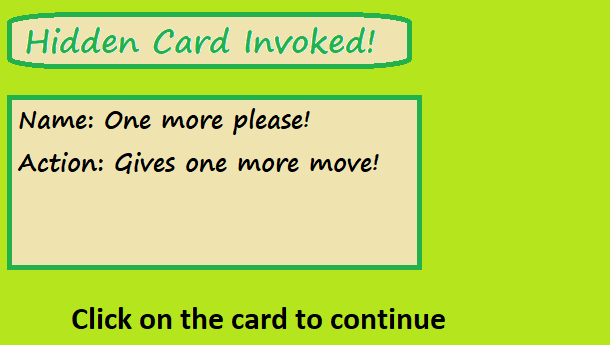 Hidden Card Invoked!
Name: One more please!
Action: Gives one more move!
Click on the card to continue